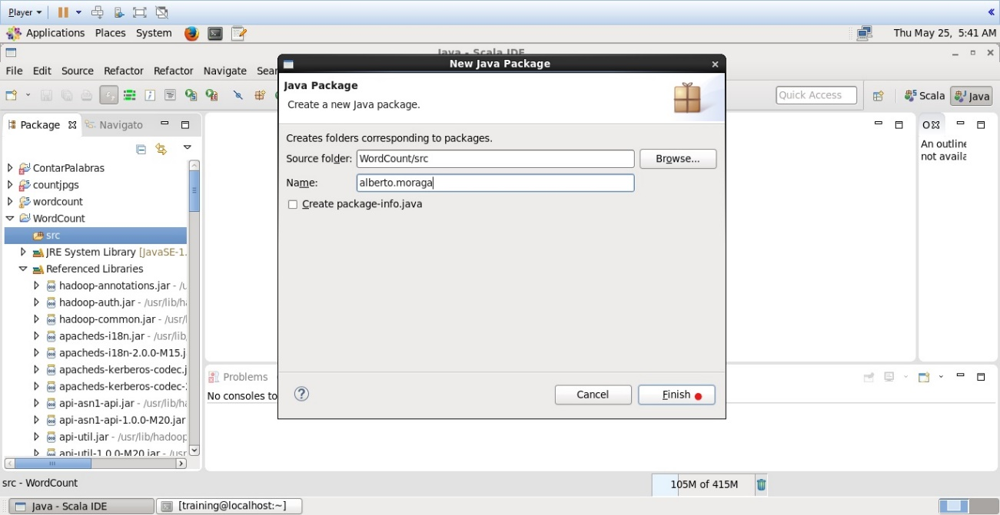 Player
Applications Places System Thu May 25, 5:41 AM
Java - Scala IDE
New Java Package
File Edit Source Refactor Refactor Navigate Sear
Java Package
Create a new Java package.
Quick Access Scala Java
Package Navigato
Creates folders corresponding to packages.
Source folder: WordCount/src Browse...
Name: alberto.moraga
Create package-info.java
An outline
not availa
ContarPalabras
countjpgs
wordcount
WordCount
src
JRE System Library [JavaSE-1.
Referenced Libraries
hadoop-annotations.jar - /u
hadoop-auth.jar - /usr/lib/ha
hadoop-common.jar - /usr/l
apacheds-i18n.jar - /usr/lib
apacheds-i18n-2.0.0-M15.j
apacheds-kerberos-codec.j
apacheds-kerberos-codec-
api-asn1-api.jar - /usr/lib/ha
api-asn1-api-1.0.0-M20.jar
api-util.jar - /usr/lib/hadoop
api-util-1.0.0-M20.jar - /usr
Problems
No consoles to
Cancel Finish
src - WordCount
105M of 415M
Java - Scala IDE [training@localhost:~]